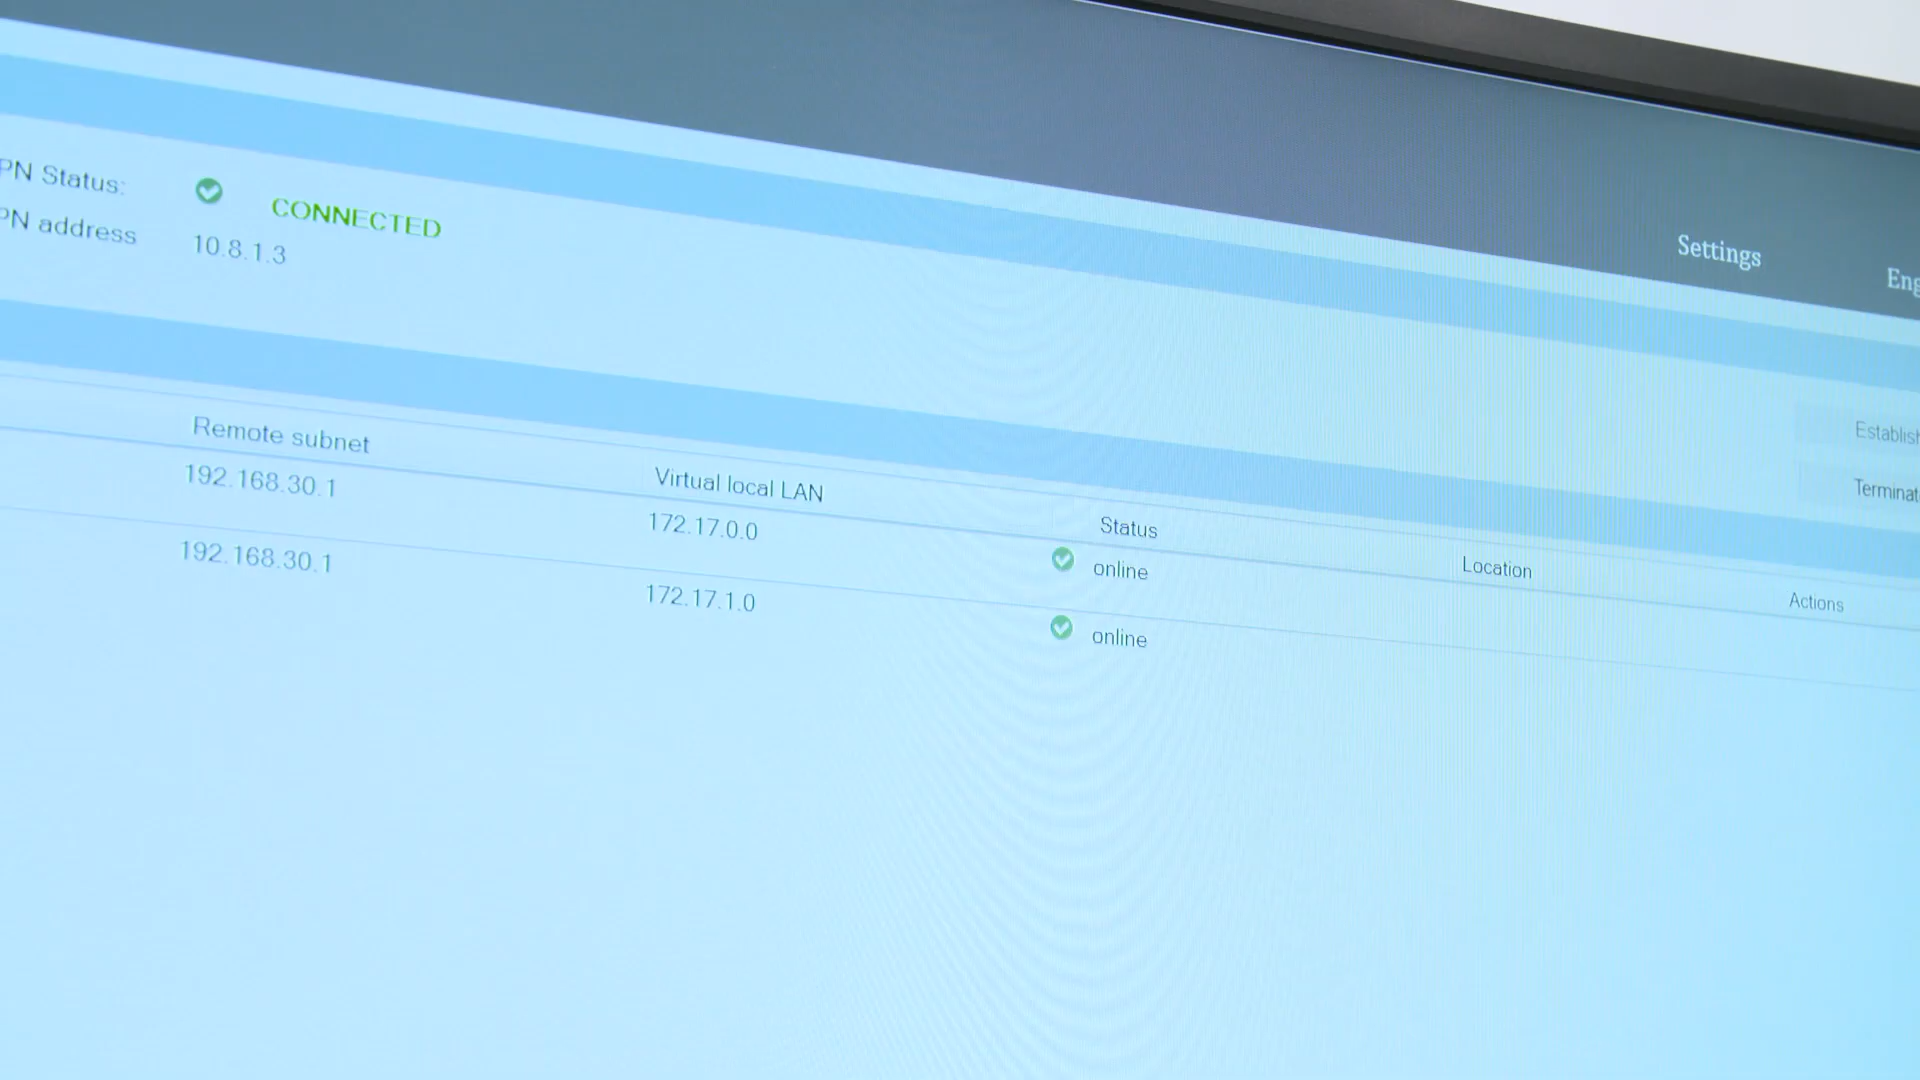 Settings
Eng
PN Status: CONNECTED
PN address 10.8.1.3
Establish
Terminat
Remote subnet Virtual local LAN Status Location Actions
192.168.30.1 172.17.0.0 online
192.168.30.1 172.17.1.0 online